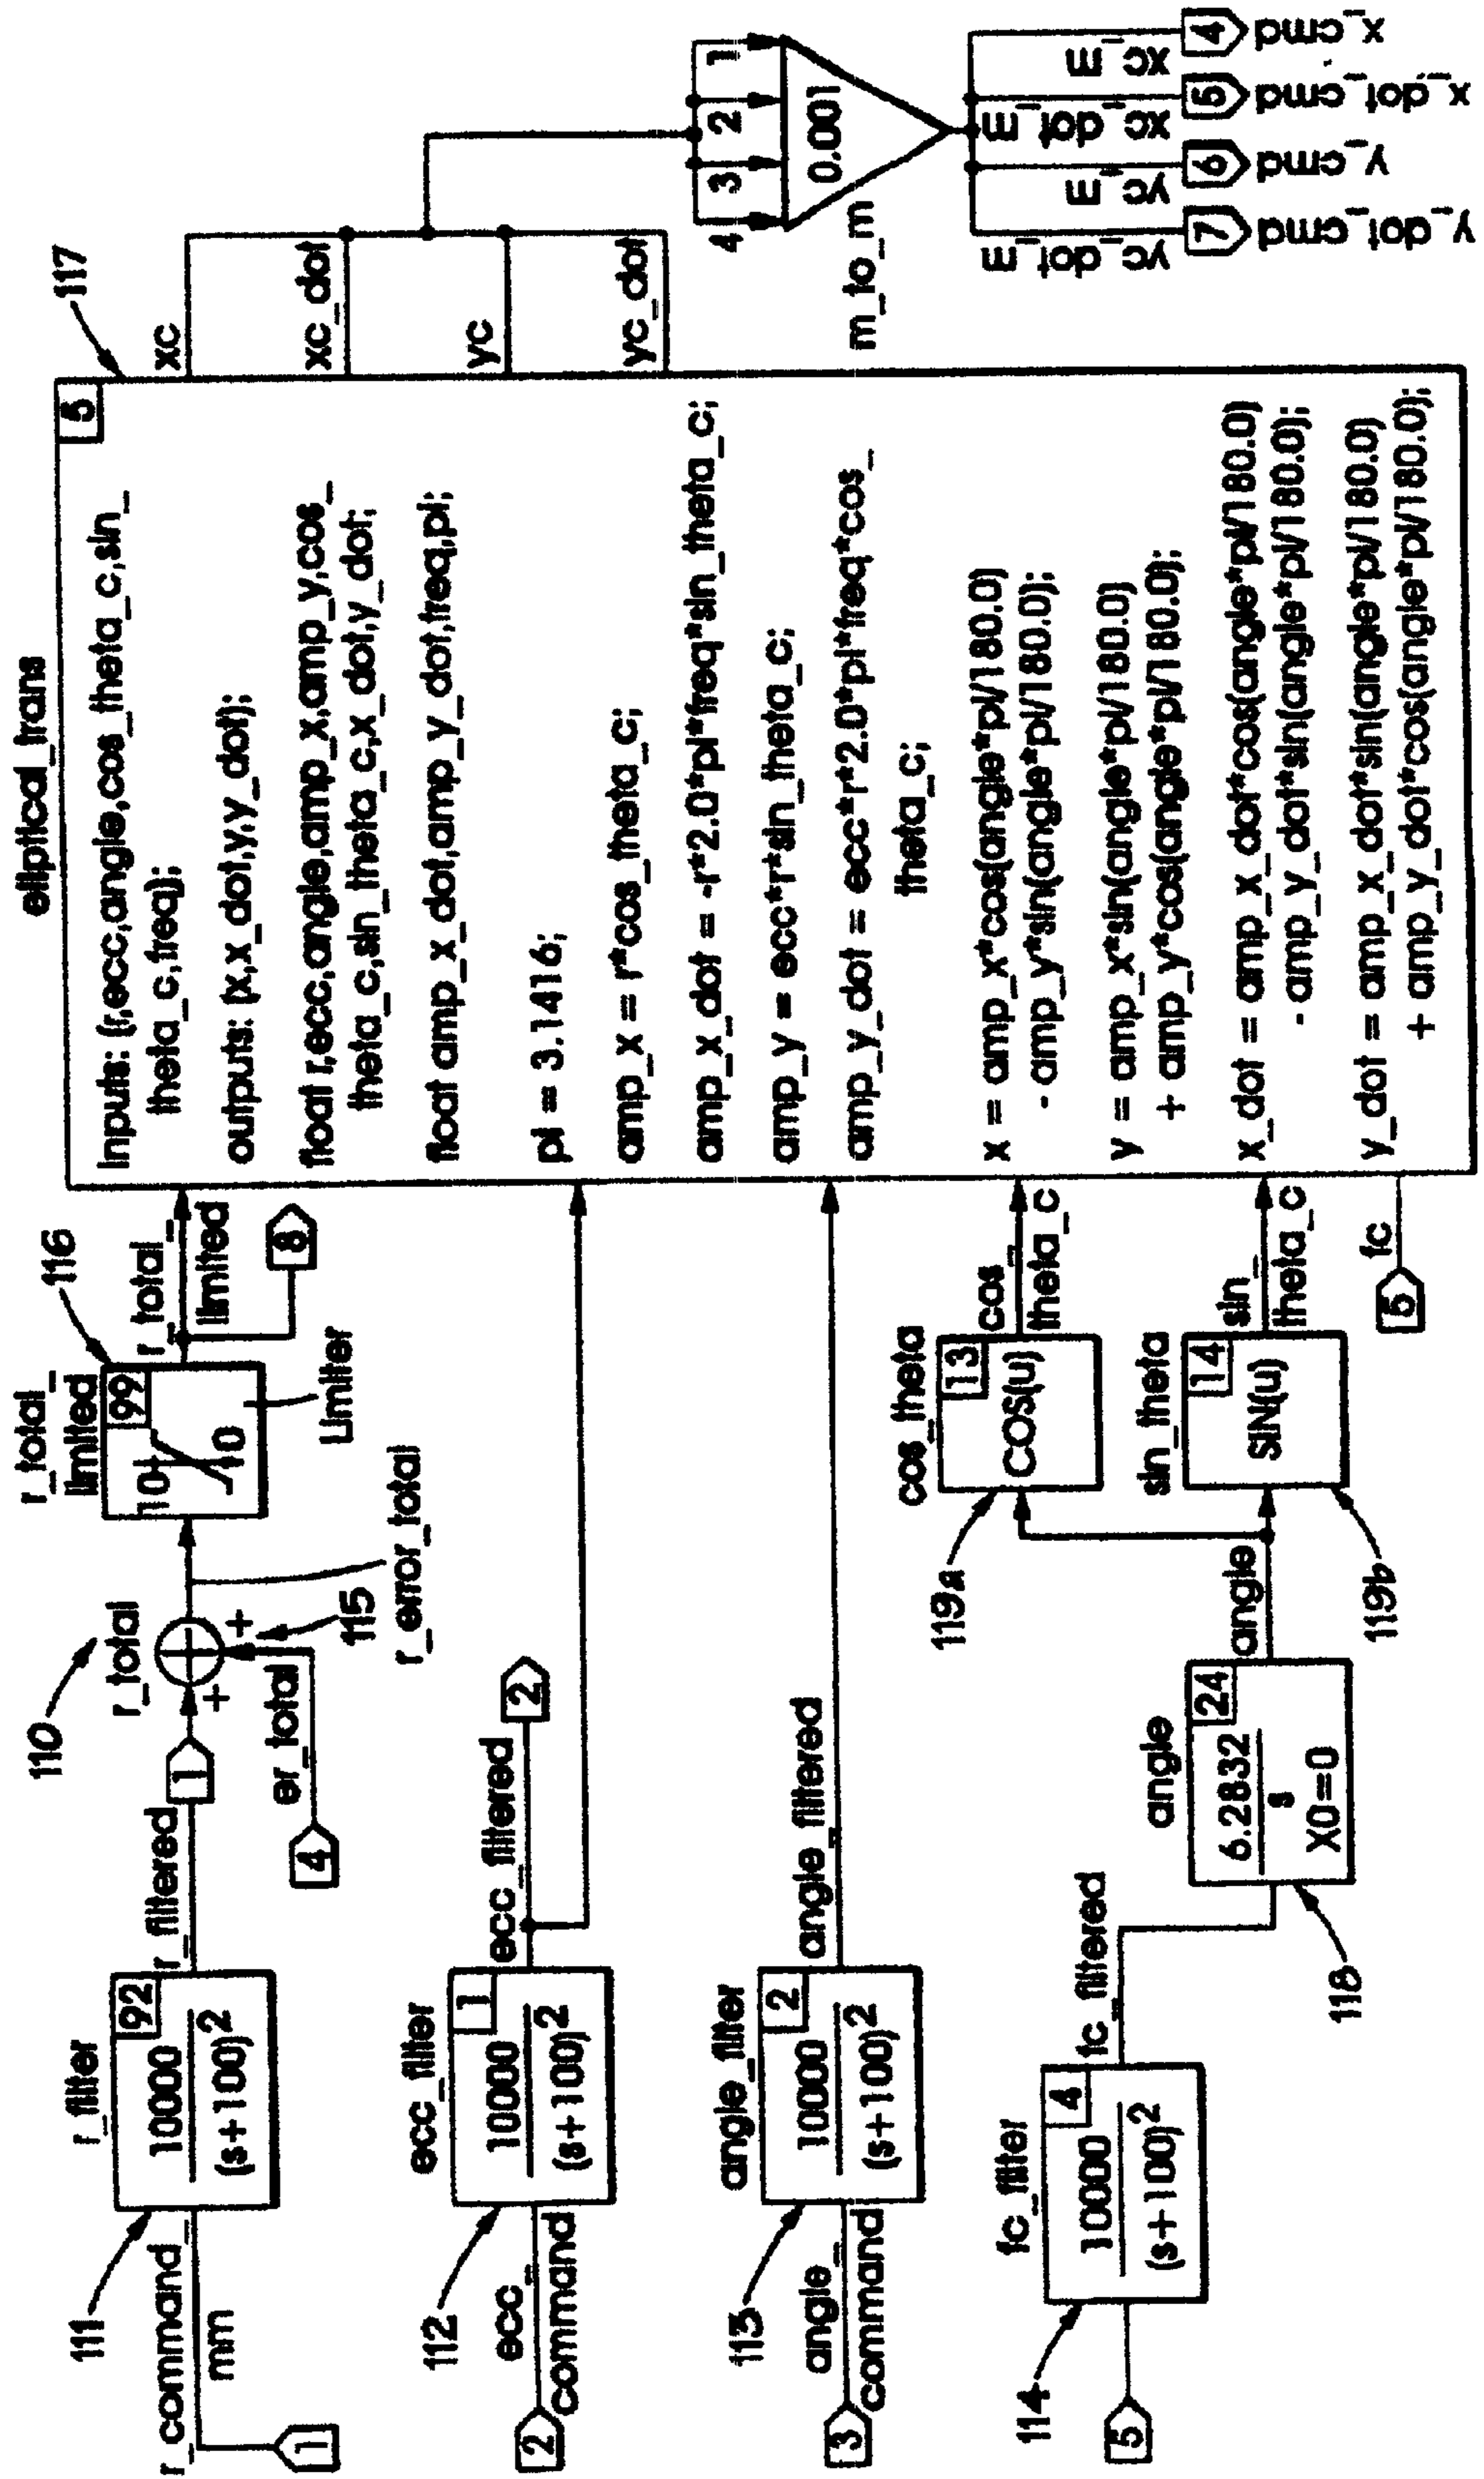 110
r_total
111
r_command_
mm
1
r_filter
92
10000
(s+100)²
r_filtered
1
+
+
115
er_total
4
r_error_total
r_total_
limited
99
10
-10
Limiter
116
r_total_
limited
8
112
ecc_
command
2
ecc_filter
1
10000
(s+100)²
ecc_filtered
2
113
angle_
command
3
angle_filter
2
10000
(s+100)²
angle_filtered
114
5
fc_filter
4
10000
(s+100)²
fc_filtered
118
angle
24
6.2832
s
X0=0
angle
119a
cos_theta
13
COS(u)
cos_
theta_c
119b
sin_theta
14
SIN(u)
sin_
theta_c
5
fc
elliptical_trans
5
117
inputs: (r,ecc,angle,cos_theta_c,sin_
theta_c,freq);
outputs: (x,x_dot,y,y_dot);
float r,ecc,angle,amp_x,amp_y,cos_
theta_c,sin_theta_c,x_dot,y_dot;
float amp_x_dot,amp_y_dot,freq,pi;
pi = 3.1416;
amp_x = r*cos_theta_c;
amp_x_dot = -r*2.0*pi*freq*sin_theta_c;
amp_y = ecc*r*sin_theta_c;
amp_y_dot = ecc*r*2.0*pi*freq*cos_
theta_c;
x = amp_x*cos(angle*pi/180.0)
- amp_y*sin(angle*pi/180.0);
y = amp_x*sin(angle*pi/180.0)
+ amp_y*cos(angle*pi/180.0);
x_dot = amp_x_dot*cos(angle*pi/180.0)
- amp_y_dot*sin(angle*pi/180.0);
y_dot = amp_x_dot*sin(angle*pi/180.0)
+ amp_y_dot*cos(angle*pi/180.0);
xc
xc_dot
yc
yc_dot
1
2
3
4
0.001
m_to_m
xc_m
4
x_cmd
xc_dot_m
5
x_dot_cmd
yc_m
6
y_cmd
yc_dot_m
7
y_dot_cmd